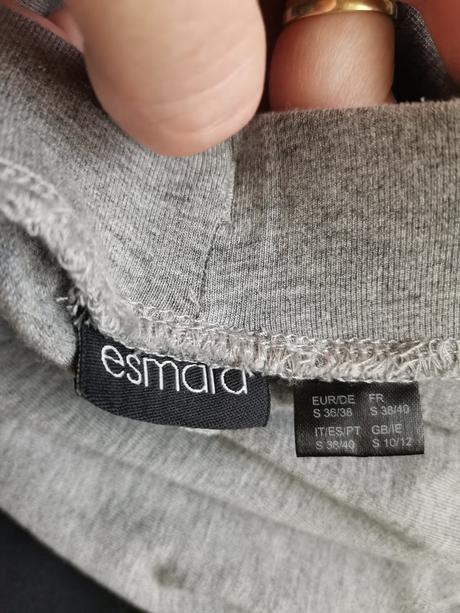 esmara
EUR/DE FR
S 36/38 S 38/40
IT/ES/PT GB/IE
S 38/40 S 10/12